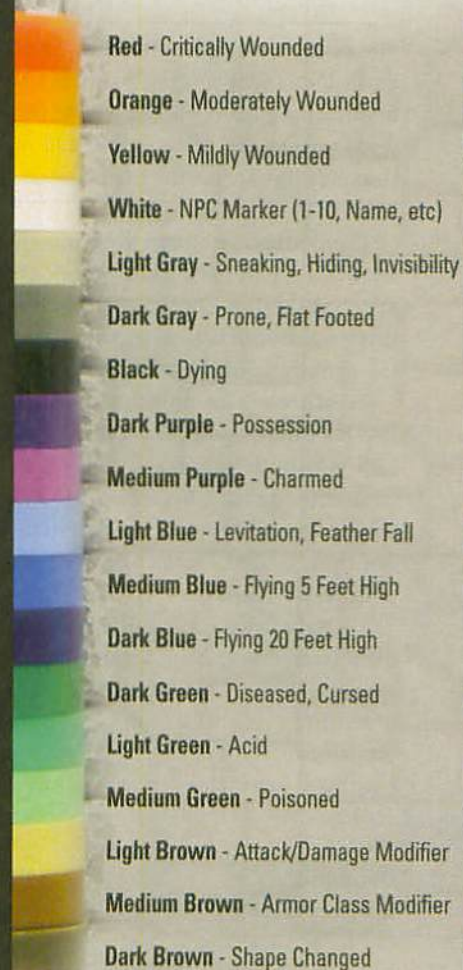 Red - Critically Wounded
Orange - Moderately Wounded
Yellow - Mildly Wounded
White - NPC Marker (1-10, Name, etc)
Light Gray - Sneaking, Hiding, Invisibility
Dark Gray - Prone, Flat Footed
Black - Dying
Dark Purple - Possession
Medium Purple - Charmed
Light Blue - Levitation, Feather Fall
Medium Blue - Flying 5 Feet High
Dark Blue - Flying 20 Feet High
Dark Green - Diseased, Cursed
Light Green - Acid
Medium Green - Poisoned
Light Brown - Attack/Damage Modifier
Medium Brown - Armor Class Modifier
Dark Brown - Shape Changed